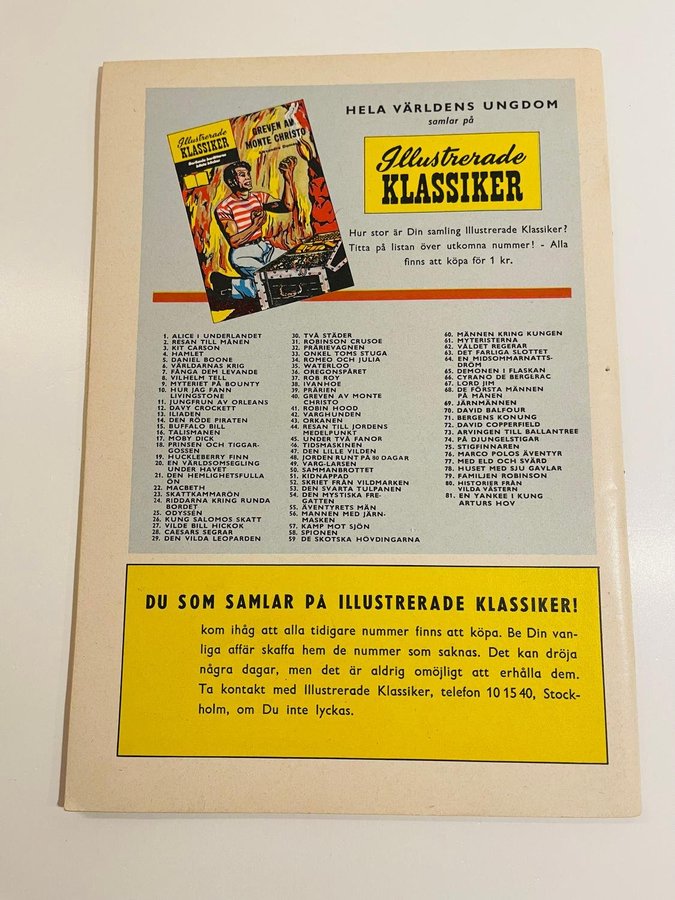 Illustrerade
KLASSIKER
GREVEN AV
MONTE CHRISTO
Alexandre Dumas
HELA VÄRLDENS UNGDOM
samlar på
Illustrerade
KLASSIKER
Hur stor är Din samling Illustrerade Klassiker?
Titta på listan över utkomna nummer! - Alla
finns att köpa för 1 kr.
1. ALICE I UNDERLANDET
2. RESAN TILL MÅNEN
3. KIT CARSON
4. HAMLET
5. DANIEL BOONE
6. VÄRLDARNAS KRIG
7. FÅNGA DEM LEVANDE
8. VILHELM TELL
9. MYTERIET PÅ BOUNTY
10. HUR JAG FANN
LIVINGSTONE
11. JUNGFRUN AV ORLEANS
12. DAVY CROCKETT
13. ILIADEN
14. DEN RÖDE PIRATEN
15. BUFFALO BILL
16. TALISMANEN
17. MOBY DICK
18. PRINSEN OCH TIGGAR-
GOSSEN
19. HUCKLEBERRY FINN
20. EN VÄRLDSOMSEGLING
UNDER HAVET
21. DEN HEMLIGHETSFULLA
ÖN
22. MACBETH
23. SKATTKAMMARÖN
24. RIDDARNA KRING RUNDA
BORDET
25. ODYSSEN
26. KUNG SALOMOS SKATT
27. VILDE BILL HICKOK
28. CAESARS SEGRAR
29. DEN VILDA LEOPARDEN
30. TVÅ STÄDER
31. ROBINSON CRUSOE
32. PRÄRIEVAGNEN
33. ONKEL TOMS STUGA
34. ROMEO OCH JULIA
35. WATERLOO
36. OREGONSPÅRET
37. ROB ROY
38. IVANHOE
39. PRÄRIEN
40. GREVEN AV MONTE
CHRISTO
41. ROBIN HOOD
42. VARGHUNDEN
43. ORKANEN
44. RESAN TILL JORDENS
MEDELPUNKT
45. UNDER TVÅ FANOR
46. TIDSMASKINEN
47. DEN LILLE VILDEN
48. JORDEN RUNT PÅ 80 DAGAR
49. VARG-LARSEN
50. SAMMANBROTTET
51. KIDNAPPAD
52. SKRIET FRÅN VILDMARKEN
53. DEN SVARTA TULPANEN
54. DEN MYSTISKA FRE-
GATTEN
55. ÄVENTYRETS MÄN
56. MANNEN MED JÄRN-
MASKEN
57. KAMP MOT SJÖN
58. SPIONEN
59 DE SKOTSKA HÖVDINGARNA
60. MÄNNEN KRING KUNGEN
61. MYTERISTERNA
62. VÅLDET REGERAR
63. DET FARLIGA SLOTTET
64. EN MIDSOMMARNATTS-
DRÖM
65. DEMONEN I FLASKAN
66. CYRANO DE BERGERAC
67. LORD JIM
68. DE FÖRSTA MÄNNEN
PÅ MÅNEN
69. JÄRNMANNEN
70. DAVID BALFOUR
71. BERGENS KONUNG
72. DAVID COPPERFIELD
73. ARVINGEN TILL BALLANTREE
74. PÅ DJUNGELSTIGAR
75. STIGFINNAREN
76. MARCO POLOS ÄVENTYR
77. MED ELD OCH SVÄRD
78. HUSET MED SJU GAVLAR
79. FAMILJEN ROBINSON
80. HISTORIER FRÅN
VILDA VÄSTERN
81. EN YANKEE I KUNG
ARTURS HOV
DU SOM SAMLAR PÅ ILLUSTRERADE KLASSIKER!
kom ihåg att alla tidigare nummer finns att köpa. Be Din van-
liga affär skaffa hem de nummer som saknas. Det kan dröja
några dagar, men det är aldrig omöjligt att erhålla dem.
Ta kontakt med Illustrerade Klassiker, telefon 10 15 40, Stock-
holm, om Du inte lyckas.